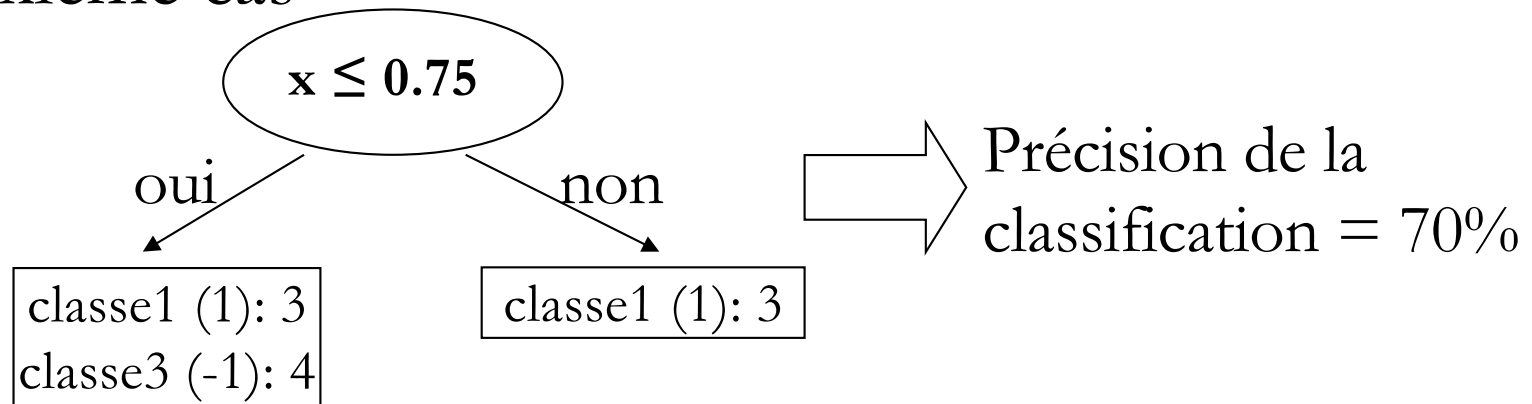 x ≤ 0.75
oui
non
Précision de la
classification = 70%
classe1 (1): 3
classe3 (-1): 4
classe1 (1): 3